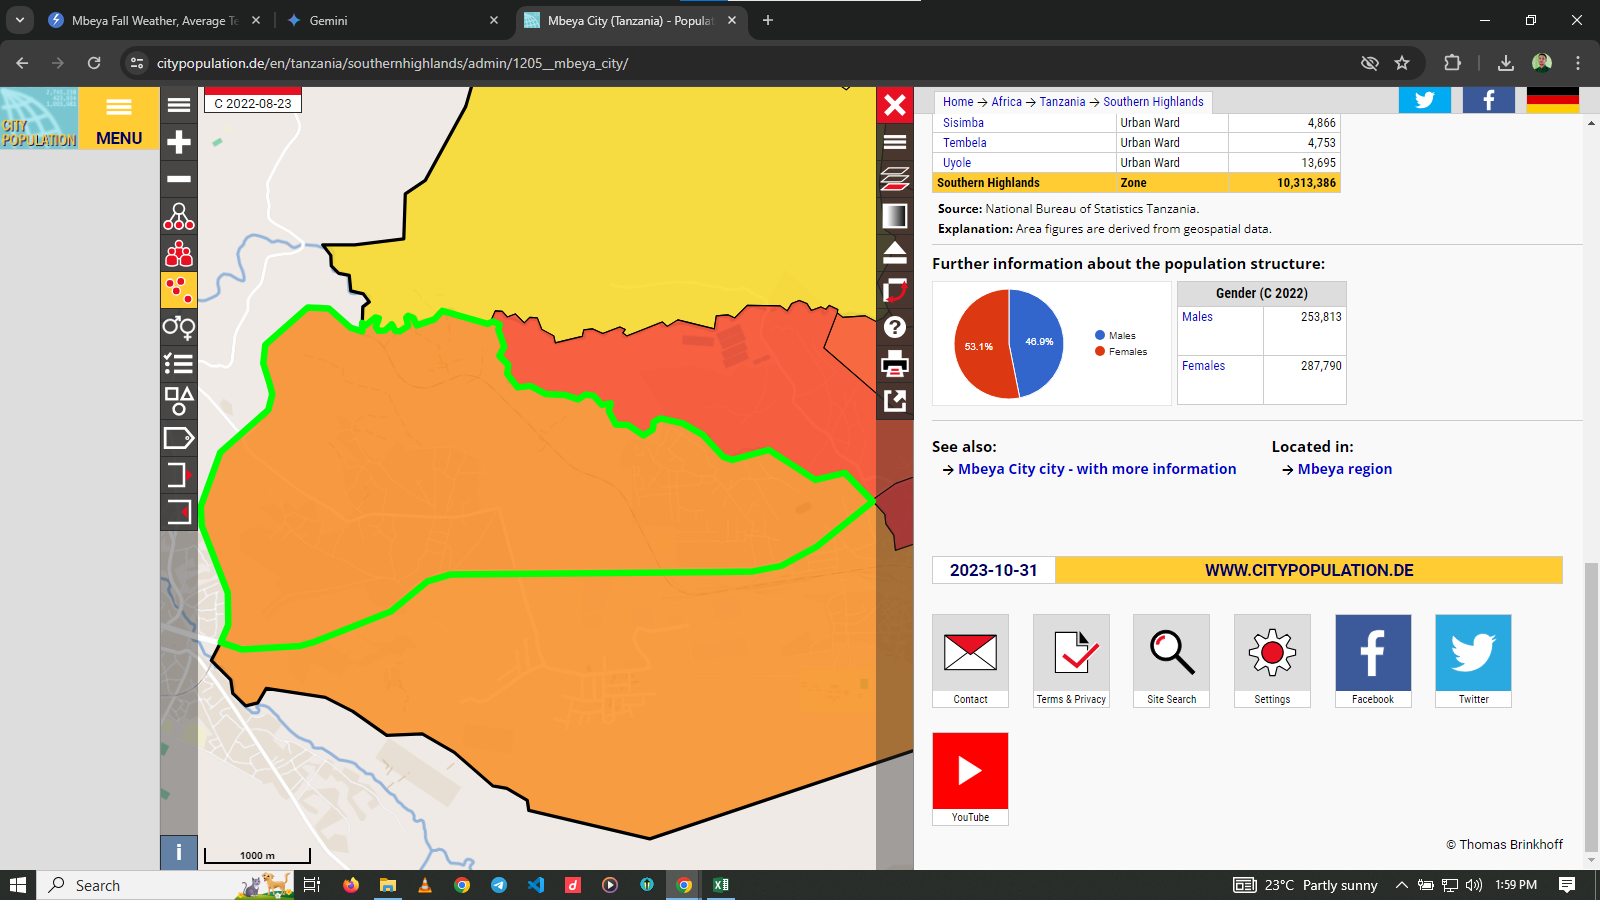 Mbeya Fall Weather, Average Te
Gemini
Mbeya City (Tanzania) - Populat
citypopulation.de/en/tanzania/southernhighlands/admin/1205__mbeya_city/
CITY
POPULATION
MENU
C 2022-08-23
Home → Africa → Tanzania → Southern Highlands
Sisimba Urban Ward 4,866
Tembela Urban Ward 4,753
Uyole Urban Ward 13,695
Southern Highlands Zone 10,313,386
Source: National Bureau of Statistics Tanzania.
Explanation: Area figures are derived from geospatial data.
Further information about the population structure:
53.1%
46.9%
Males
Females
Gender (C 2022)
Males 253,813
Females 287,790
See also:
→ Mbeya City city - with more information
Located in:
→ Mbeya region
2023-10-31 WWW.CITYPOPULATION.DE
Contact
Terms & Privacy
Site Search
Settings
Facebook
Twitter
YouTube
© Thomas Brinkhoff
i
1000 m
Search
23°C Partly sunny
1:59 PM